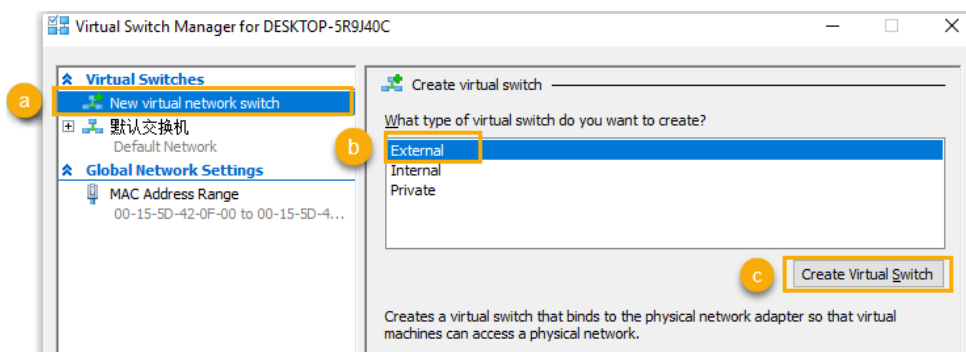 Virtual Switch Manager for DESKTOP-5R9J40C
Virtual Switches
a
New virtual network switch
默认交换机
Default Network
Global Network Settings
MAC Address Range
00-15-5D-42-0F-00 to 00-15-5D-4...
Create virtual switch
What type of virtual switch do you want to create?
b
External
Internal
Private
c
Create Virtual Switch
Creates a virtual switch that binds to the physical network adapter so that virtual
machines can access a physical network.